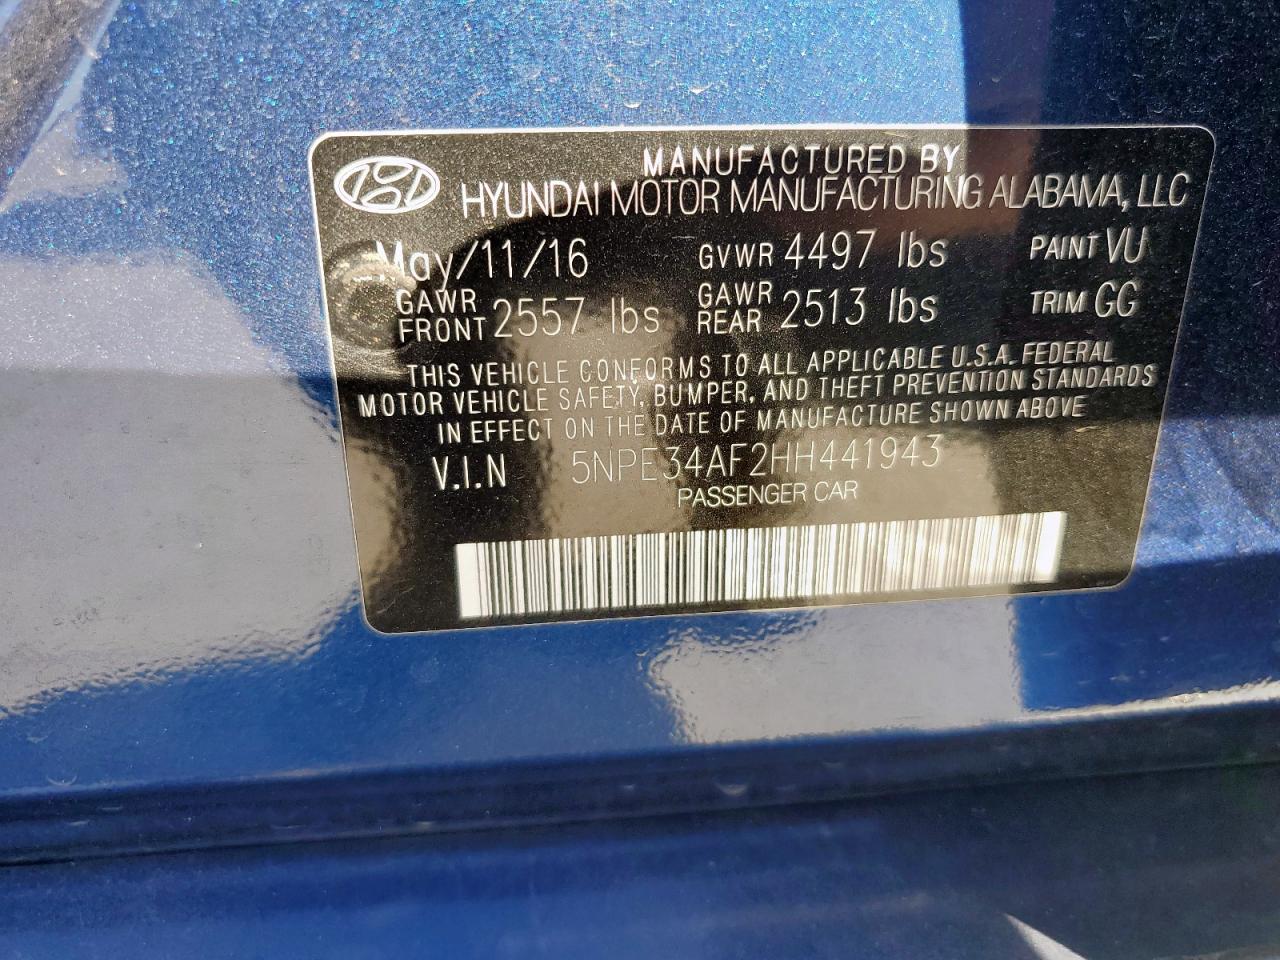 MANUFACTURED BY
HYUNDAI MOTOR MANUFACTURING ALABAMA, LLC
May/11/16 GVWR 4497 lbs PAINT VU
GAWR FRONT 2557 lbs GAWR REAR 2513 lbs TRIM GG
THIS VEHICLE CONFORMS TO ALL APPLICABLE U.S.A. FEDERAL
MOTOR VEHICLE SAFETY, BUMPER, AND THEFT PREVENTION STANDARDS
IN EFFECT ON THE DATE OF MANUFACTURE SHOWN ABOVE
V.I.N 5NPE34AF2HH441943
PASSENGER CAR